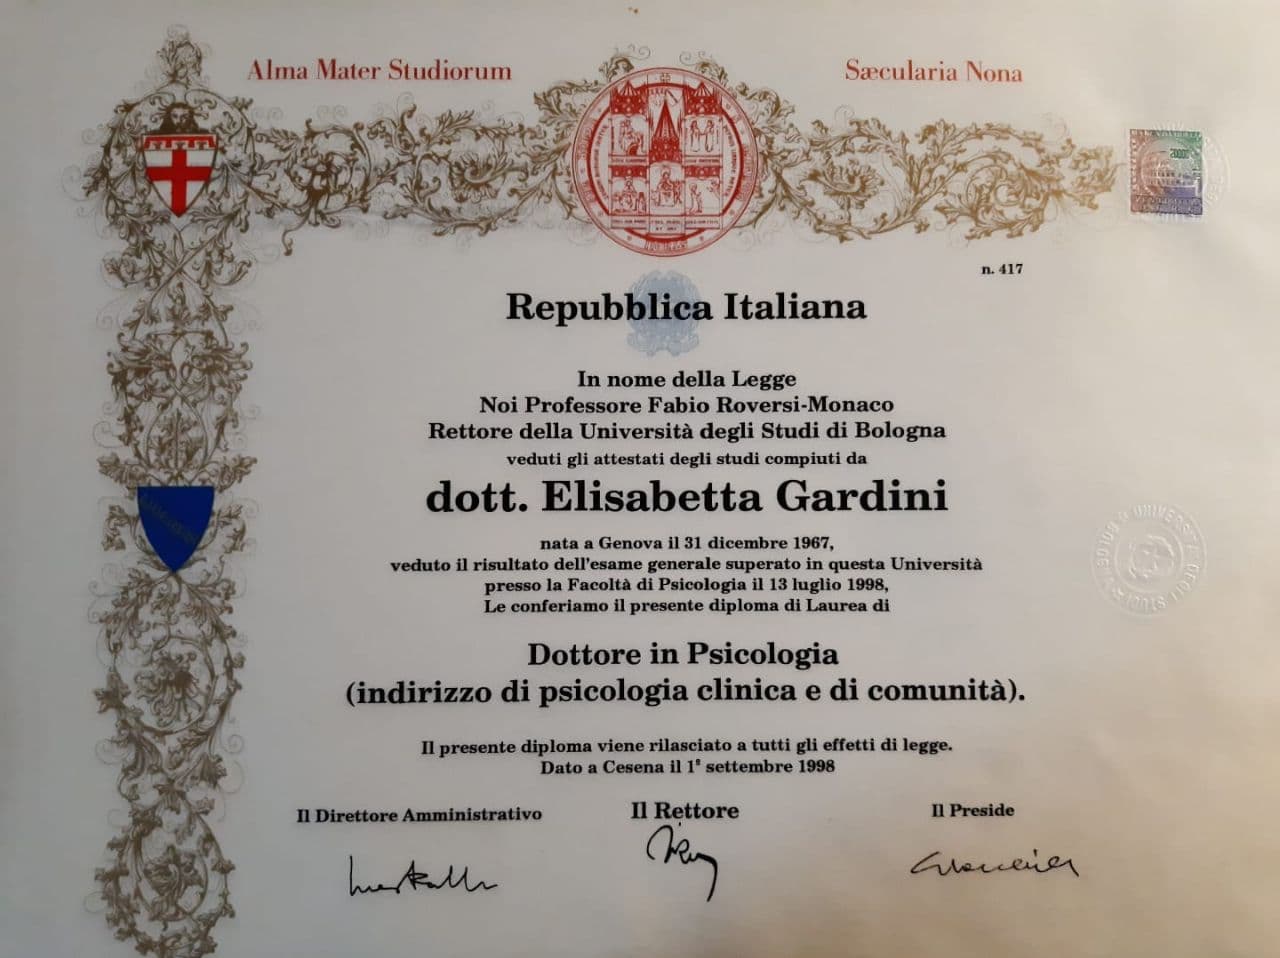 Alma Mater Studiorum
Sæcularia Nona
n. 417
Repubblica Italiana
In nome della Legge
Noi Professore Fabio Roversi-Monaco
Rettore della Università degli Studi di Bologna
veduti gli attestati degli studi compiuti da
dott. Elisabetta Gardini
nata a Genova il 31 dicembre 1967,
veduto il risultato dell'esame generale superato in questa Università
presso la Facoltà di Psicologia il 13 luglio 1998,
Le conferiamo il presente diploma di Laurea di
Dottore in Psicologia
(indirizzo di psicologia clinica e di comunità).
Il presente diploma viene rilasciato a tutti gli effetti di legge.
Dato a Cesena il 1° settembre 1998
Il Direttore Amministrativo
Il Rettore
Il Preside